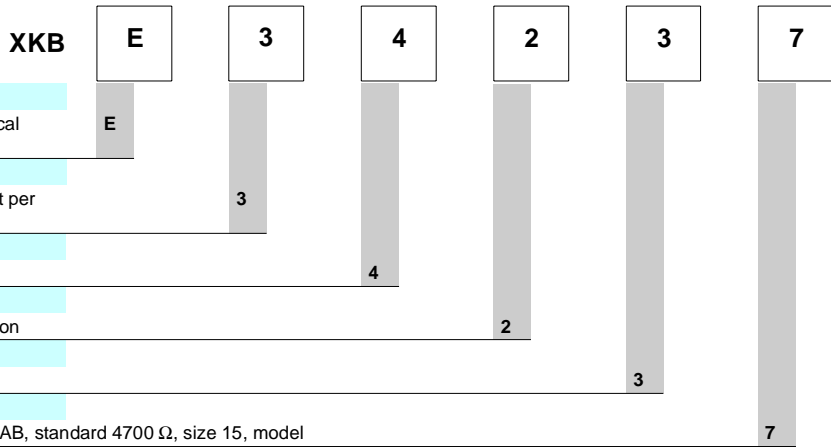 XKB E 3 4 2 3 7
cal E
t per 3
4
on 2
3
AB, standard 4700 Ω, size 15, model 7